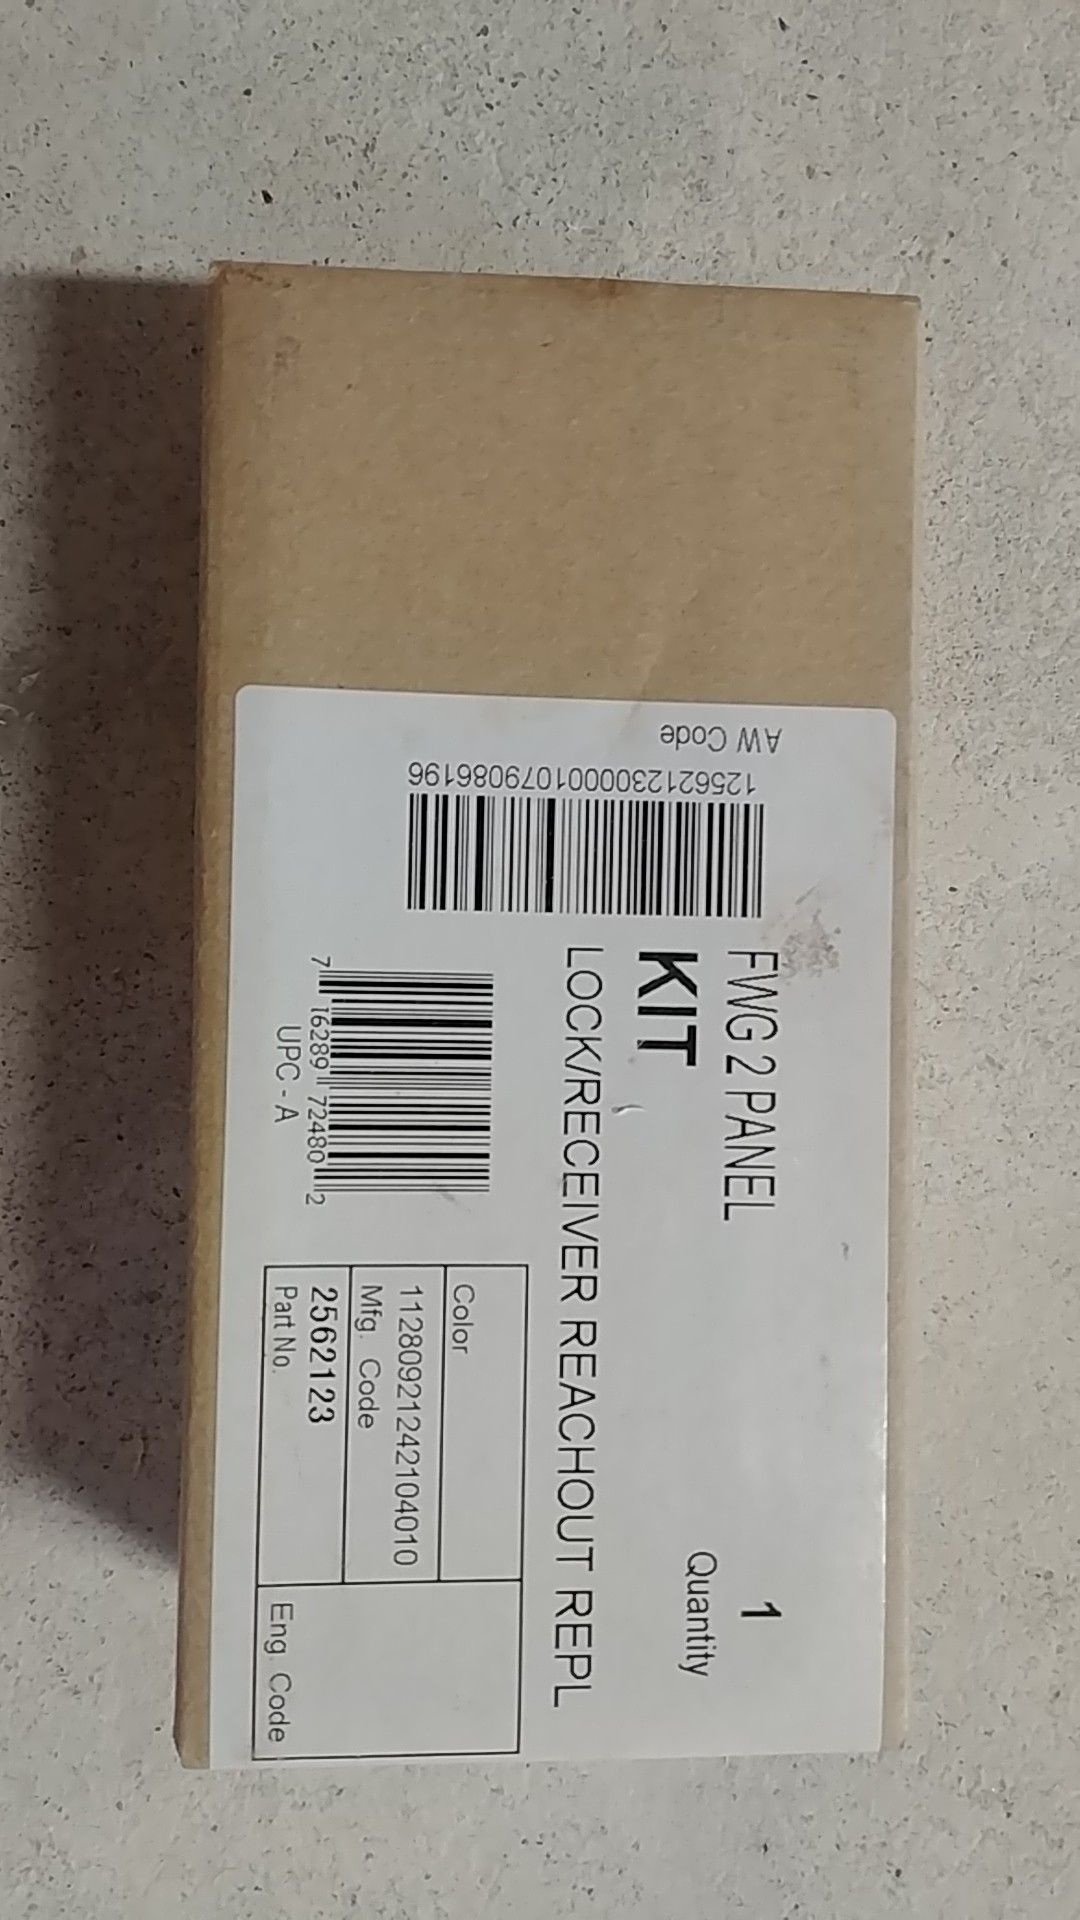 FWG 2 PANEL
1
KIT
Quantity
LOCK/RECEIVER REACHOUT REPL
AW Code
1256212300001079086196
7 16289 72480 2
UPC - A
Color
11280921242104010
Mfg. Code
2562123
Part No.
Eng. Code